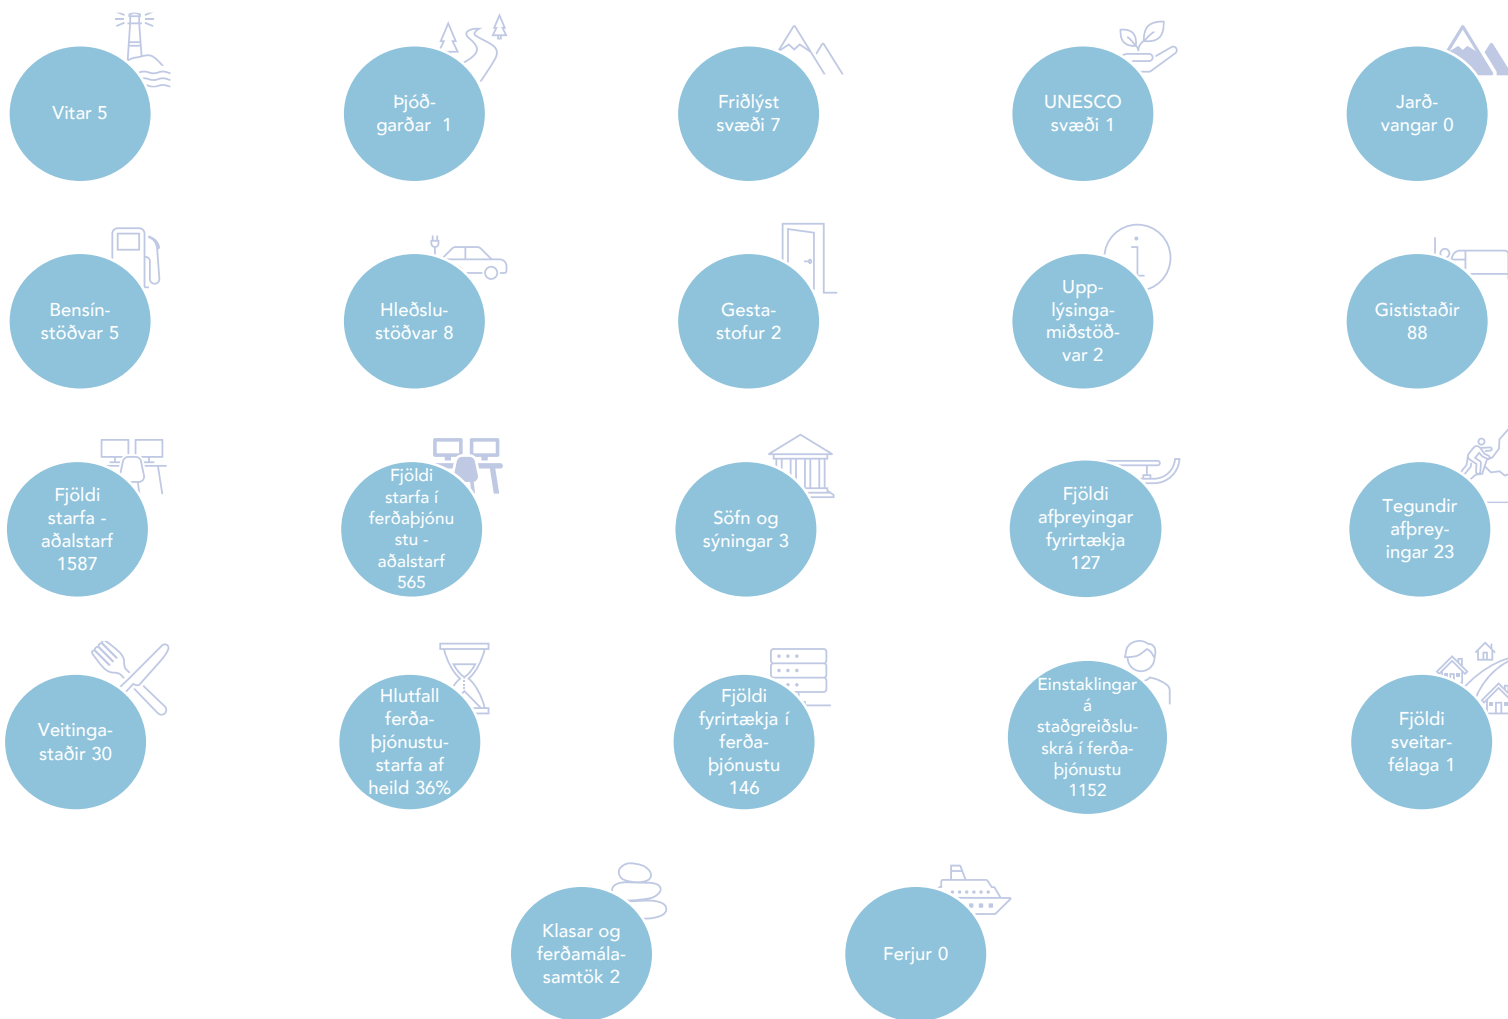 Vitar 5
Þjóð-
garðar 1
Friðlýst
svæði 7
UNESCO
svæði 1
Jarð-
vangar 0
Bensín-
stöðvar 5
Hleðslu-
stöðvar 8
Gesta-
stofur 2
Upp-
lýsinga-
miðstöð-
var 2
Gististaðir
88
Fjöldi
starfa -
aðalstarf
1587
Fjöldi
starfa í
ferðaþjónu
stu -
aðalstarf
565
Söfn og
sýningar 3
Fjöldi
afþreyingar
fyrirtækja
127
Tegundir
afþrey-
ingar 23
Veitinga-
staðir 30
Hlutfall
ferða-
þjónustu-
starfa af
heild 36%
Fjöldi
fyrirtækja í
ferða-
þjónustu
146
Einstaklingar
á
staðgreiðslu-
skrá í ferða-
þjónustu
1152
Fjöldi
sveitar-
félaga 1
Klasar og
ferðamála-
samtök 2
Ferjur 0